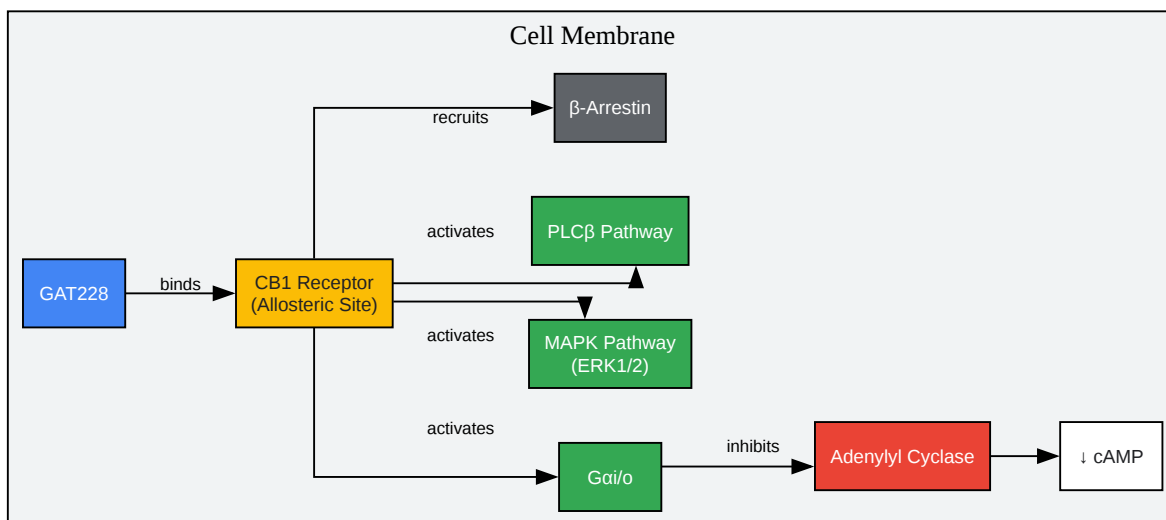 Cell Membrane
β-Arrestin
recruits
PLCβ Pathway
activates
GAT228
binds
CB1 Receptor
(Allosteric Site)
activates
MAPK Pathway
(ERK1/2)
activates
Gαi/o
inhibits
Adenylyl Cyclase
↓ cAMP